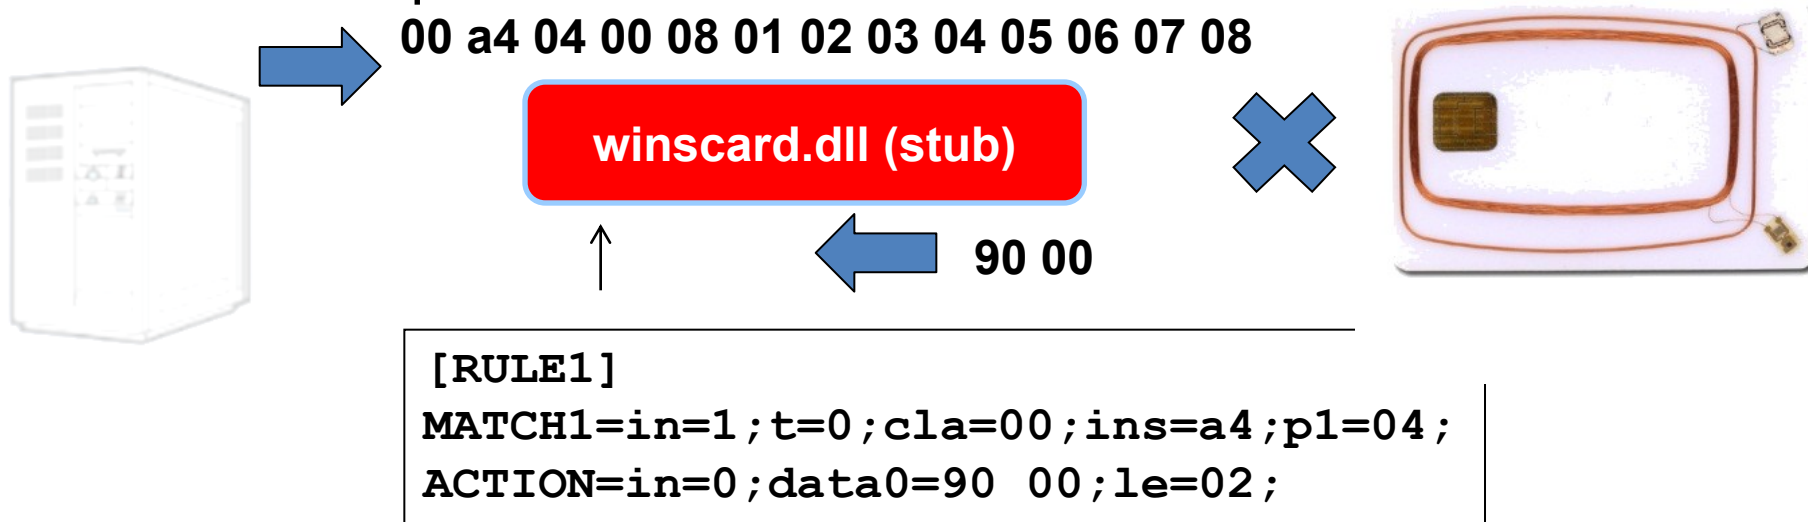 00 a4 04 00 08 01 02 03 04 05 06 07 08
winscard.dll (stub)
90 00
[RULE1]
MATCH1=in=1;t=0;cla=00;ins=a4;p1=04;
ACTION=in=0;data0=90 00;le=02;